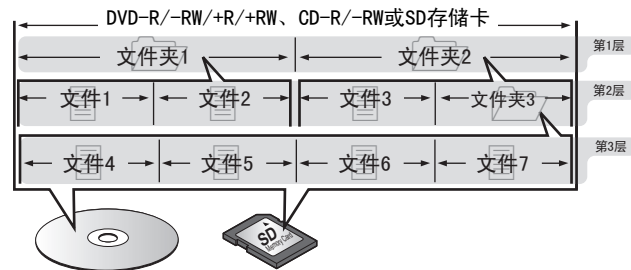 DVD-R/-RW/+R/+RW、CD-R/-RW或SD存储卡
文件夹1 文件夹2 第1层
文件1 文件2 文件3 文件夹3 第2层
文件4 文件5 文件6 文件7 第3层
SD
Memory Card